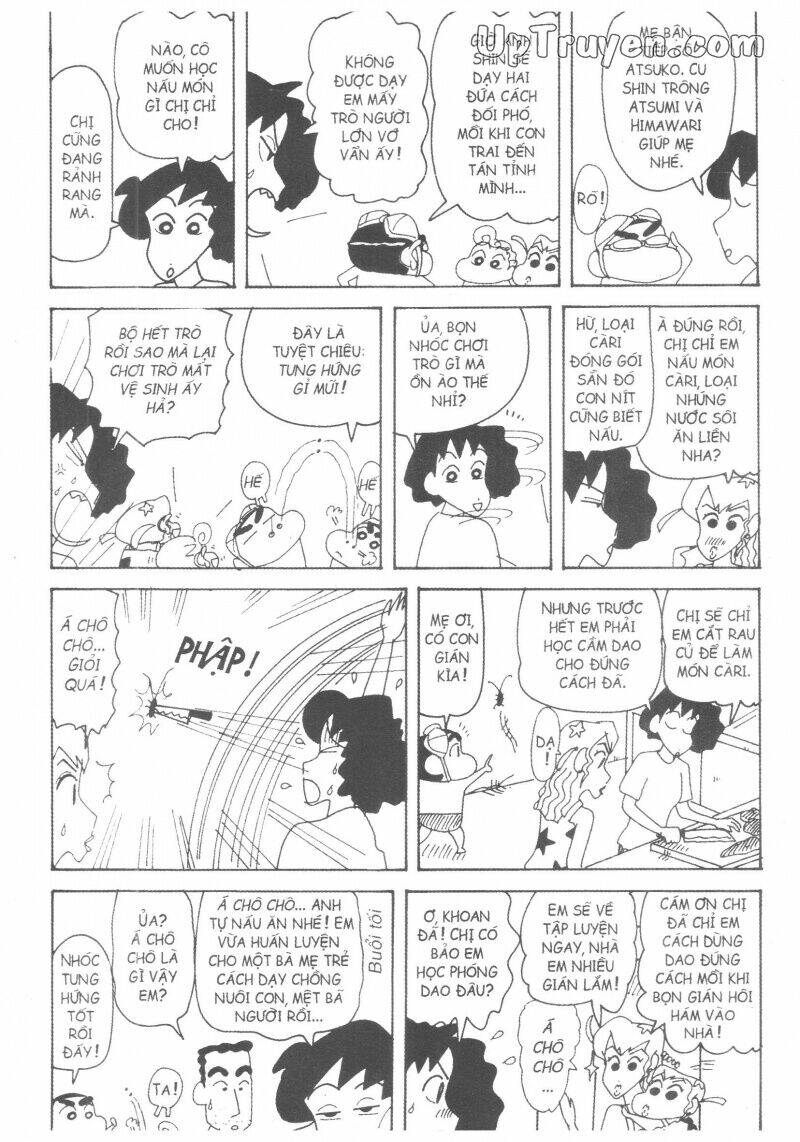 UpTruyen.com
MẸ BẬN
TIẾP CÔ
ATSUKO. CU
SHIN TRÔNG
ATSUMI VÀ
HIMAWARI
GIÚP MẸ
NHÉ.
RÕ!
GIỜ ANH
SHIN SẼ
DẠY HAI
ĐỨA CÁCH
ĐỐI PHÓ,
MỖI KHI CON
TRAI ĐẾN
TÁN TỈNH
MÌNH...
KHÔNG
ĐƯỢC DẠY
EM MẤY
TRÒ NGƯỜI
LỚN VỚ
VẨN ẤY!
NÀO, CÔ
MUỐN HỌC
NẤU MÓN
GÌ CHỊ CHỈ
CHO!
CHỊ
CŨNG
ĐANG
RẢNH
RANG
MÀ.
À ĐÚNG RỒI,
CHỊ CHỈ EM
NẤU MÓN
CÀRI, LOẠI
NHÚNG
NƯỚC SÔI
ĂN LIỀN
NHA?
HỪ, LOẠI
CÀRI
ĐÓNG GÓI
SẴN ĐÓ
CON NÍT
CŨNG BIẾT
NẤU.
ỦA, BỌN
NHÓC CHƠI
TRÒ GÌ MÀ
ỒN ÀO THẾ
NHỈ?
ĐÂY LÀ
TUYỆT CHIÊU:
TUNG HỨNG
GỈ MŨI!
HẾ
HẾ
BỘ HẾT TRÒ
RỒI SAO MÀ LẠI
CHƠI TRÒ MẤT
VỆ SINH ẤY
HẢ?
CHỊ SẼ CHỈ
EM CẮT RAU
CỦ ĐỂ LÀM
MÓN CÀRI.
NHƯNG TRƯỚC
HẾT EM PHẢI
HỌC CẦM DAO
CHO ĐÚNG
CÁCH ĐÃ.
DẠ!
MẸ ƠI,
CÓ CON
GIÁN
KÌA!
PHẬP!
Á CHÔ
CHÔ...
GIỎI
QUÁ!
CÁM ƠN CHỊ
ĐÃ CHỈ EM
CÁCH DÙNG
DAO ĐÚNG
CÁCH MỖI KHI
BỌN GIÁN HÔI
HÁM VÀO
NHÀ!
EM SẼ VỀ
TẬP LUYỆN
NGAY, NHÀ
EM NHIỀU
GIÁN LẮM!
Á
CHÔ
CHÔ
...
Ơ, KHOAN
ĐÃ! CHỊ CÓ
BẢO EM
HỌC PHÓNG
DAO ĐÂU?
Buổi tối
Á CHÔ CHÔ... ANH
TỰ NẤU ĂN NHÉ! EM
VỪA HUẤN LUYỆN
CHO MỘT BÀ MẸ TRẺ
CÁCH DẠY CHỒNG
NUÔI CON, MỆT BÃ
NGƯỜI RỒI...
ỦA?
Á CHÔ
CHÔ LÀ
GÌ VẬY
EM?
TA!
NHÓC
TUNG
HỨNG
TỐT
RỒI
ĐẤY!